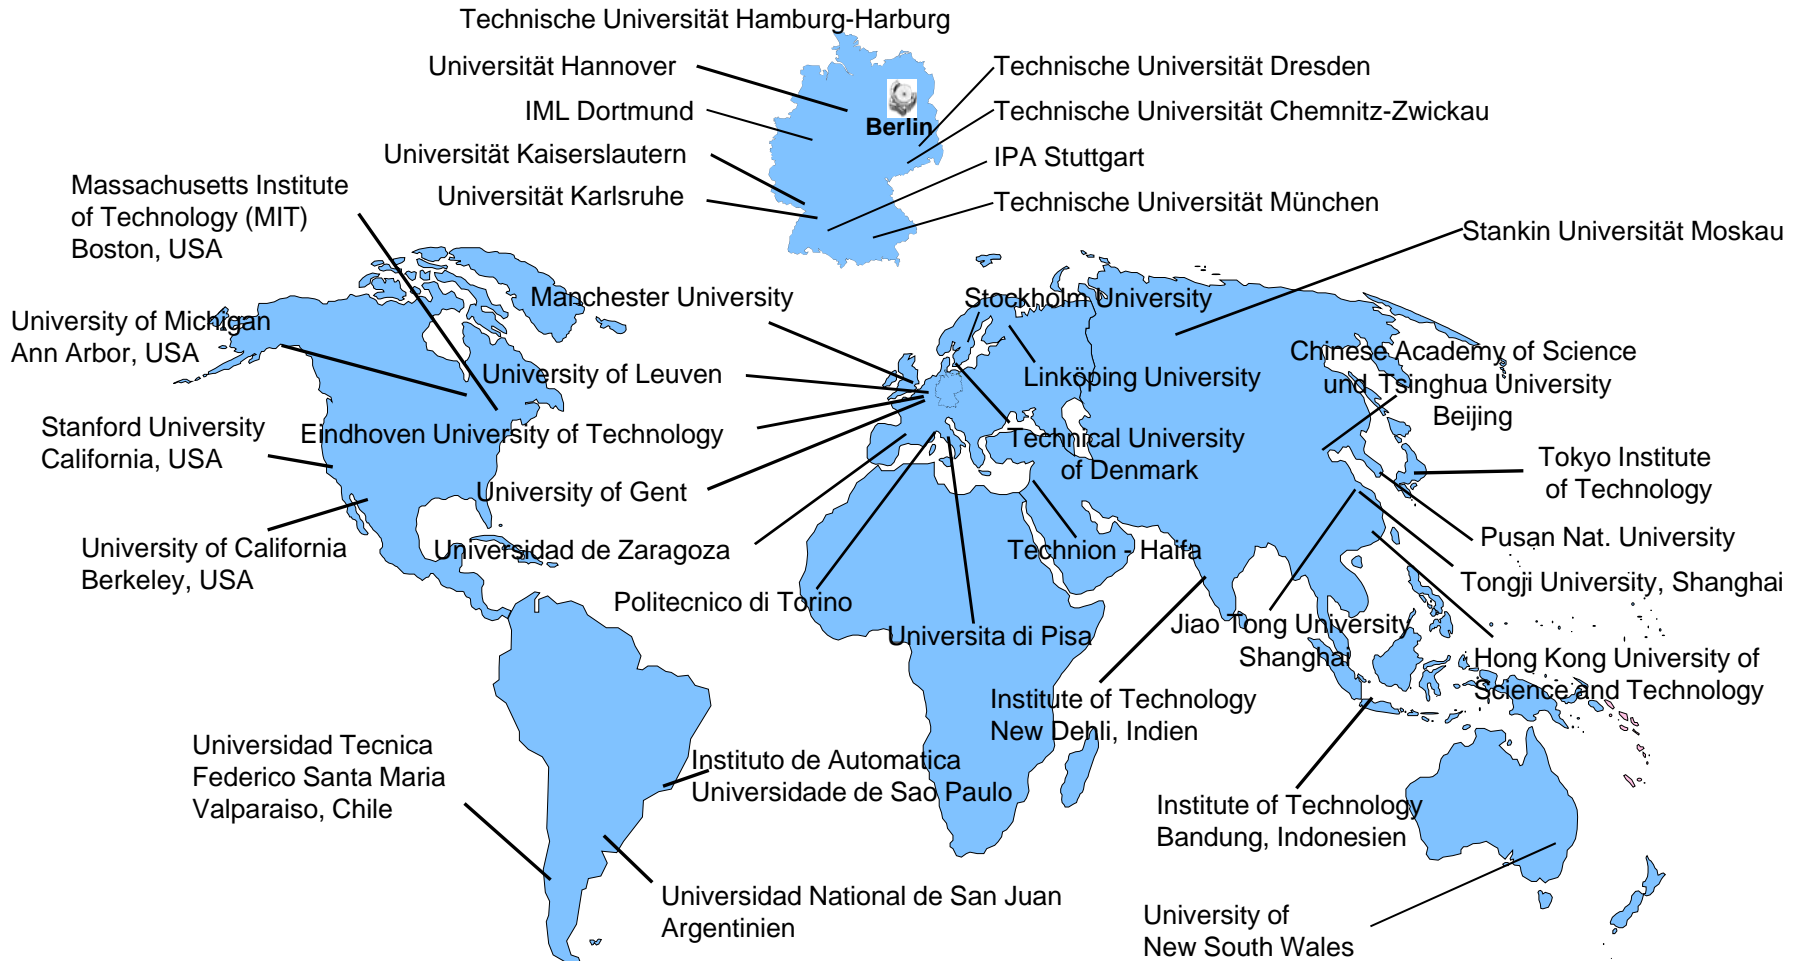 Technische Universität Hamburg-Harburg
Universität Hannover
IML Dortmund
Universität Kaiserslautern
Universität Karlsruhe
Berlin
Technische Universität Dresden
Technische Universität Chemnitz-Zwickau
IPA Stuttgart
Technische Universität München
Massachusetts Institute
of Technology (MIT)
Boston, USA
Stankin Universität Moskau
Manchester University
Stockholm University
University of Michigan
Ann Arbor, USA
University of Leuven
Linköping University
Chinese Academy of Science
und Tsinghua University
Beijing
Stanford University
California, USA
Eindhoven University of Technology
Technical University
of Denmark
Tokyo Institute
of Technology
University of Gent
University of California
Berkeley, USA
Universidad de Zaragoza
Technion - Haifa
Pusan Nat. University
Tongji University, Shanghai
Politecnico di Torino
Universita di Pisa
Jiao Tong University
Shanghai
Hong Kong University of
Science and Technology
Institute of Technology
New Dehli, Indien
Universidad Tecnica
Federico Santa Maria
Valparaiso, Chile
Instituto de Automatica
Universidade de Sao Paulo
Institute of Technology
Bandung, Indonesien
Universidad National de San Juan
Argentinien
University of
New South Wales